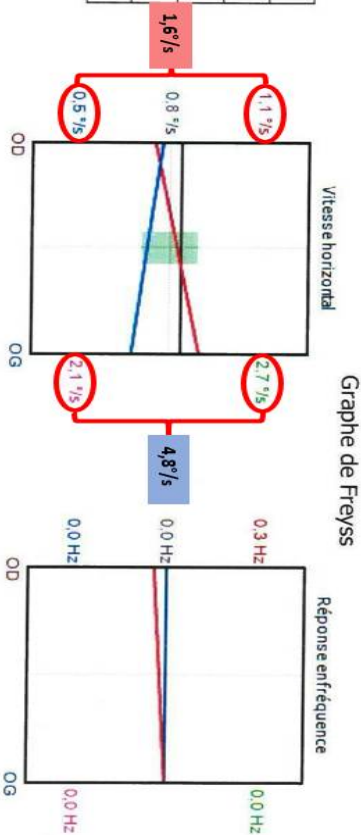 Graphe de Freyss
Vitesse horizontal
1,6°/s
1,1 °/s
0,8 °/s
0,5 °/s
2,7 °/s
2,1 °/s
4,8°/s
OD
OG
Réponse enfréquence
0,3 Hz
0,0 Hz
0,0 Hz
0,0 Hz
0,0 Hz
OD
OG